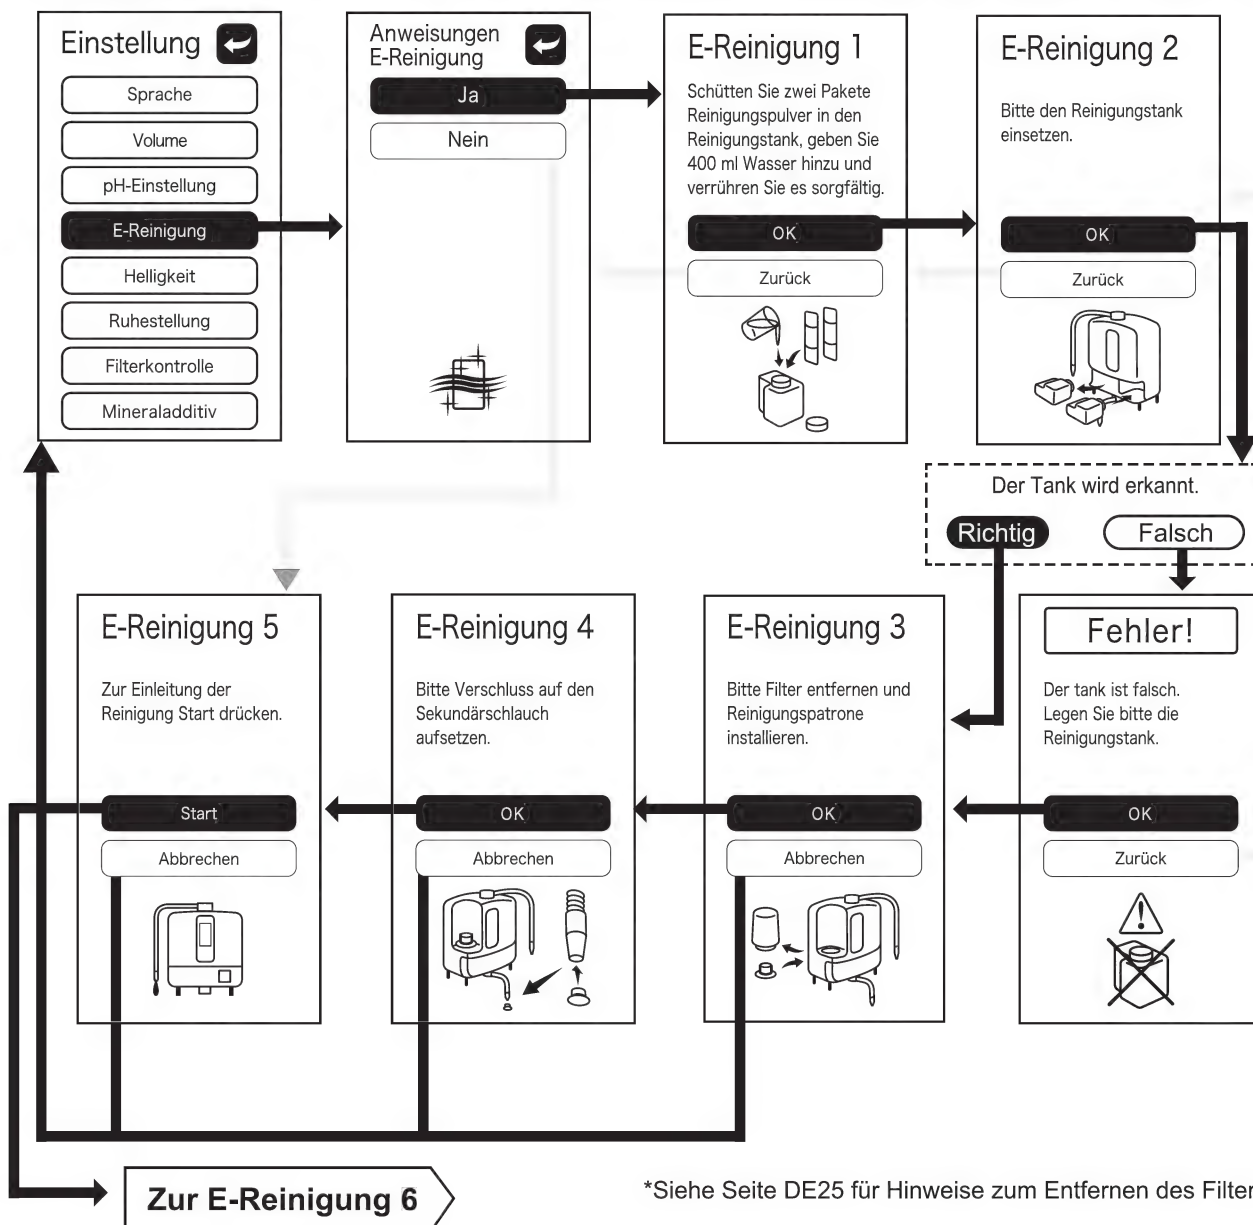 Einstellung
Sprache
Volume
pH-Einstellung
E-Reinigung
Helligkeit
Ruhestellung
Filterkontrolle
Mineraladditiv
Anweisungen
E-Reinigung
Ja
Nein
E-Reinigung 1
Schütten Sie zwei Pakete
Reinigungspulver in den
Reinigungstank, geben Sie
400 ml Wasser hinzu und
verrühren Sie es sorgfältig.
OK
Zurück
E-Reinigung 2
Bitte den Reinigungstank
einsetzen.
OK
Zurück
Der Tank wird erkannt.
Richtig
Falsch
Fehler!
Der tank ist falsch.
Legen Sie bitte die
Reinigungstank.
OK
Zurück
E-Reinigung 3
Bitte Filter entfernen und
Reinigungspatrone
installieren.
OK
Abbrechen
E-Reinigung 4
Bitte Verschluss auf den
Sekundärschlauch
aufsetzen.
OK
Abbrechen
E-Reinigung 5
Zur Einleitung der
Reinigung Start drücken.
Start
Abbrechen
Zur E-Reinigung 6
*Siehe Seite DE25 für Hinweise zum Entfernen des Filter